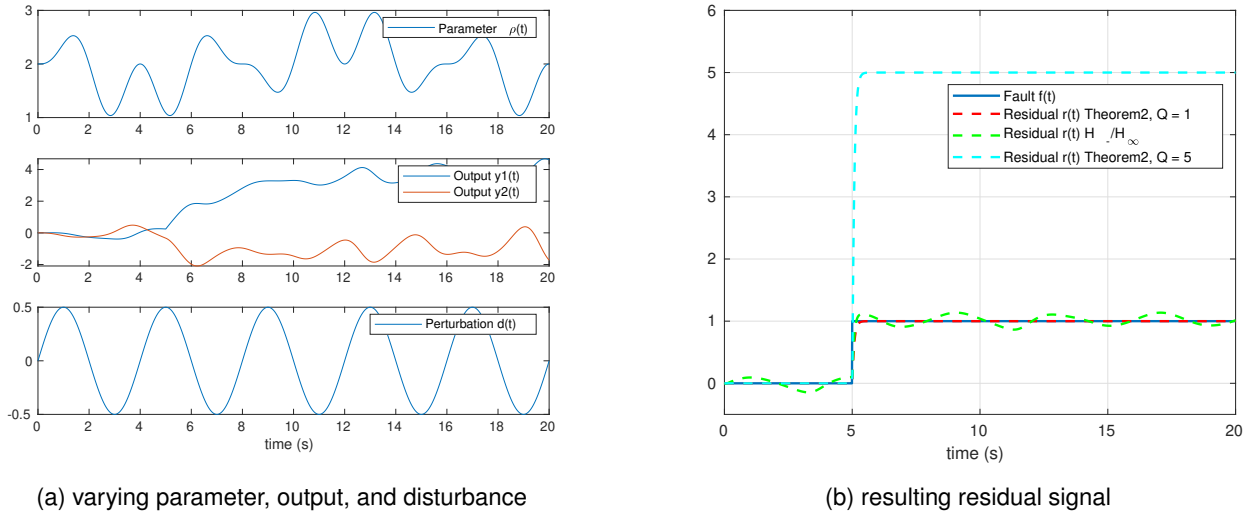 3
2
1
0 2 4 6 8 10 12 14 16 18 20
Parameter ρ(t)
4
2
0
-2
0 2 4 6 8 10 12 14 16 18 20
Output y1(t)
Output y2(t)
0.5
0
-0.5
0 2 4 6 8 10 12 14 16 18 20
time (s)
Perturbation d(t)
(a) varying parameter, output, and disturbance
6
5
4
3
2
1
0
0 5 10 15 20
time (s)
Fault f(t)
Residual r(t) Theorem2, Q = 1
Residual r(t) H_-/H_∞
Residual r(t) Theorem2, Q = 5
(b) resulting residual signal